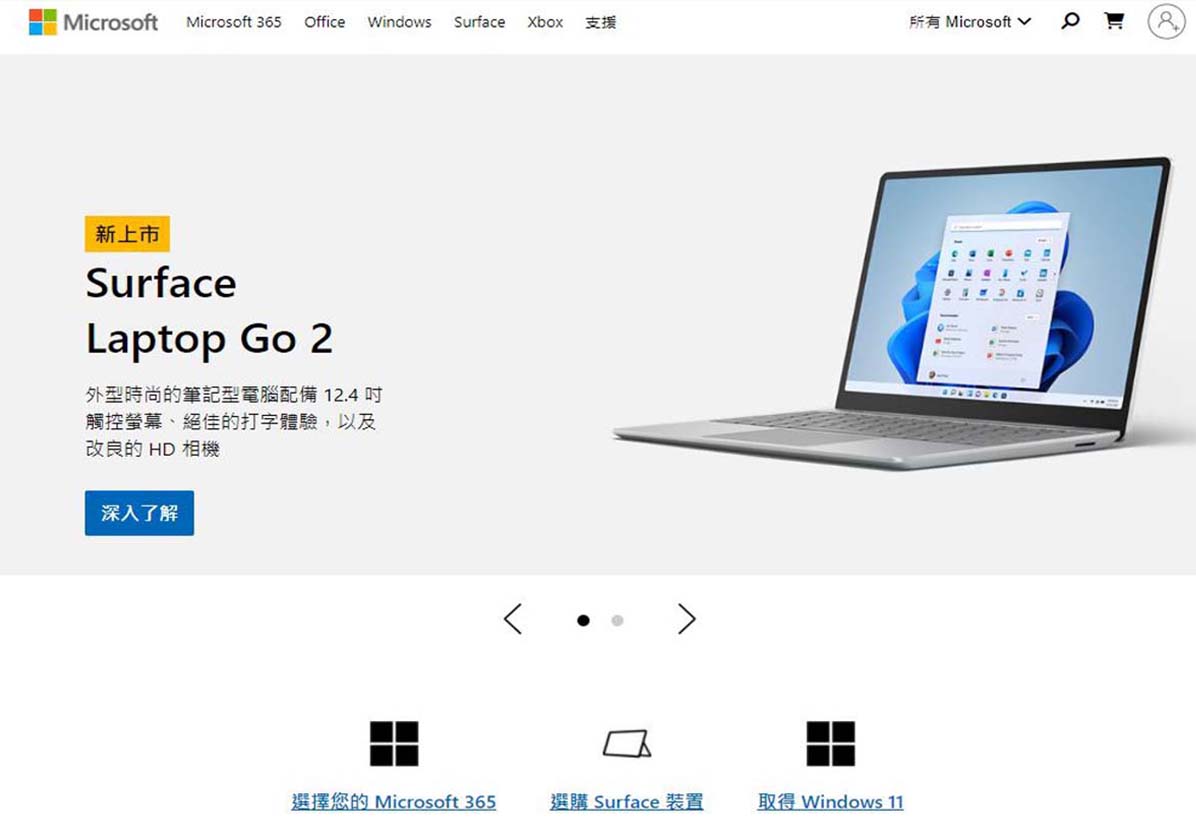 Microsoft Microsoft 365 Office Windows Surface Xbox 支援 所有 Microsoft
新上市
Surface
Laptop Go 2
外型時尚的筆記型電腦配備 12.4 吋
觸控螢幕、絕佳的打字體驗，以及
改良的 HD 相機
深入了解
選擇您的 Microsoft 365 選購 Surface 裝置 取得 Windows 11